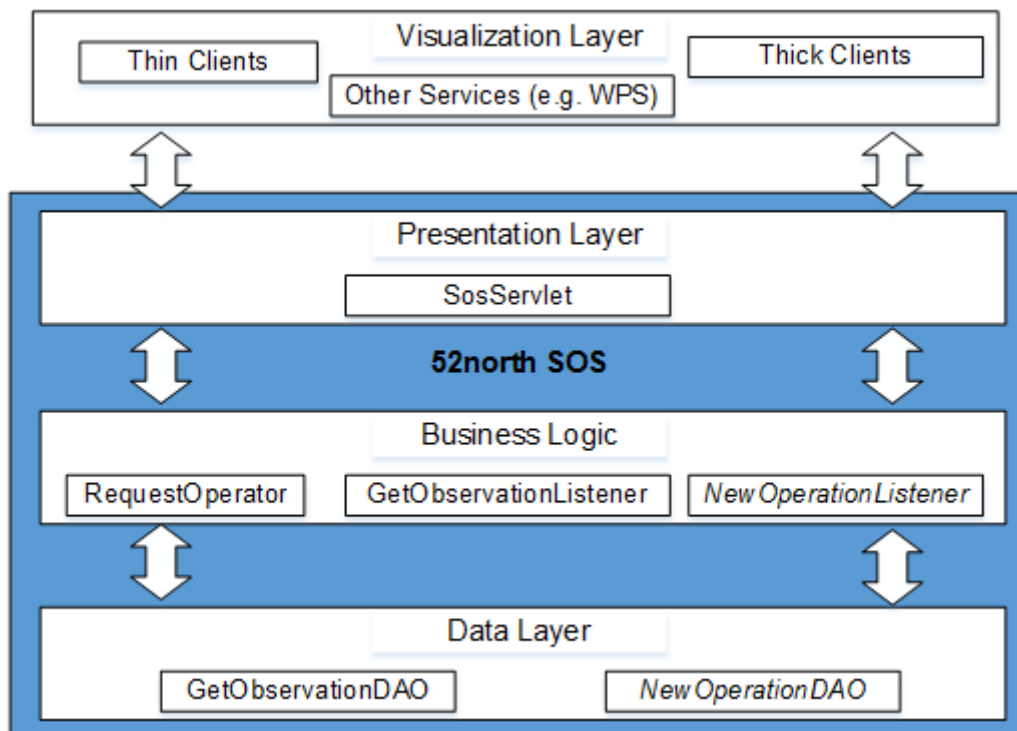 Visualization Layer
Thin Clients
Thick Clients
Other Services (e.g. WPS)
Presentation Layer
SosServlet
52north SOS
Business Logic
RequestOperator
GetObservationListener
NewOperationListener
Data Layer
GetObservationDAO
NewOperationDAO